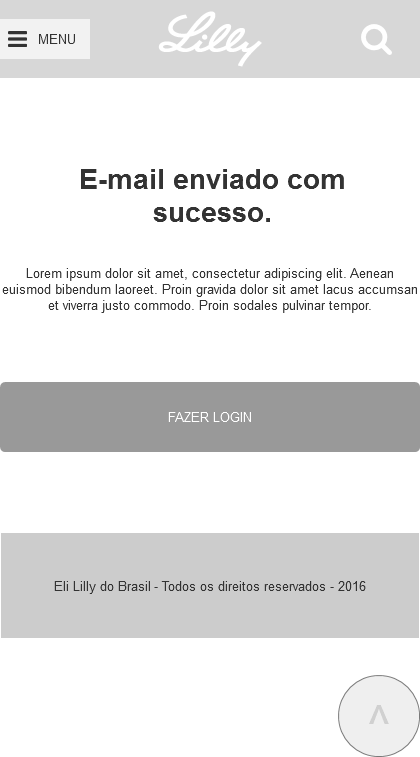 MENU
Lilly
E-mail enviado com
sucesso.
Lorem ipsum dolor sit amet, consectetur adipiscing elit. Aenean
euismod bibendum laoreet. Proin gravida dolor sit amet lacus accumsan
et viverra justo commodo. Proin sodales pulvinar tempor.
FAZER LOGIN
Eli Lilly do Brasil - Todos os direitos reservados - 2016